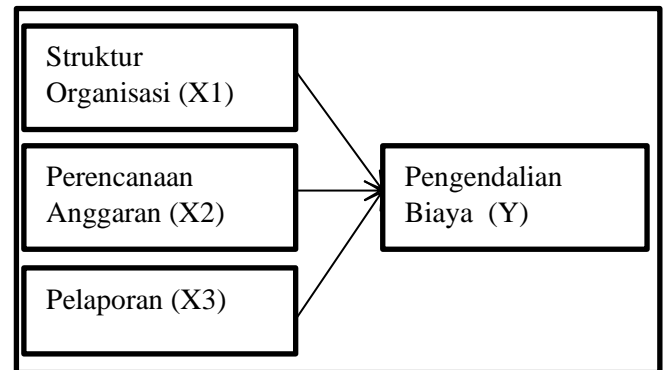 Struktur
Organisasi (X1)
Perencanaan
Anggaran (X2)
Pengendalian
Biaya (Y)
Pelaporan (X3)